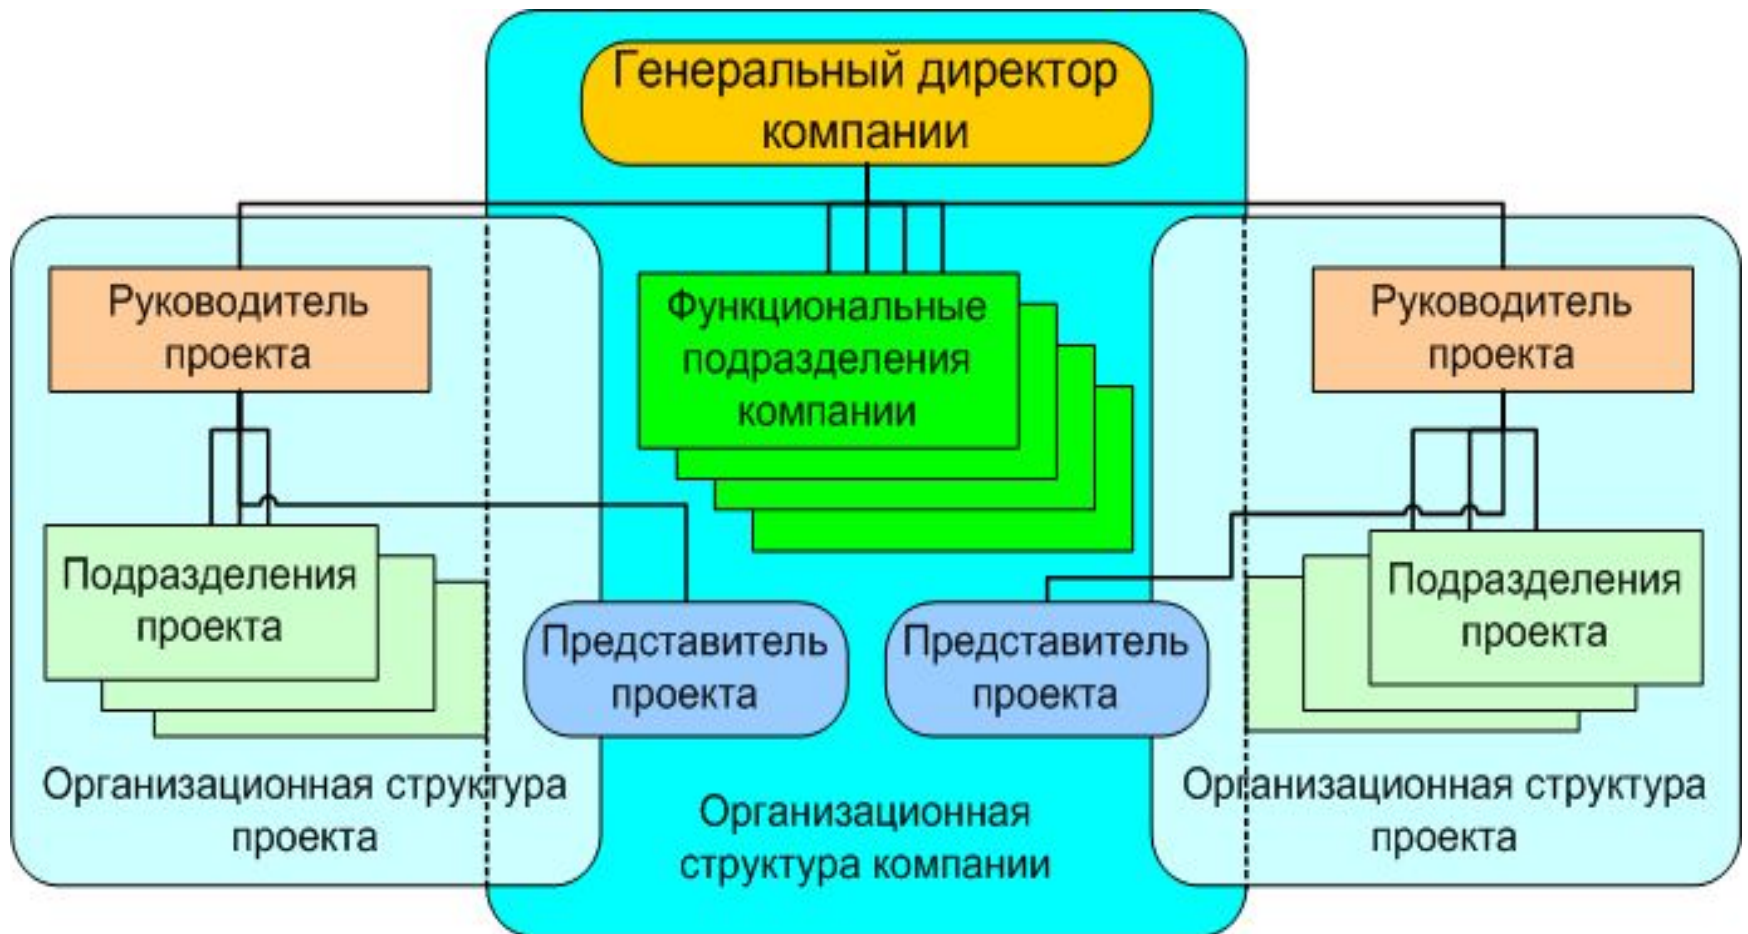 Генеральный директор
компании
Руководитель
проекта
Функциональные
подразделения
компании
Руководитель
проекта
Подразделения
проекта
Представитель
проекта
Представитель
проекта
Подразделения
проекта
Организационная структура
проекта
Организационная
структура компании
Организационная структура
проекта